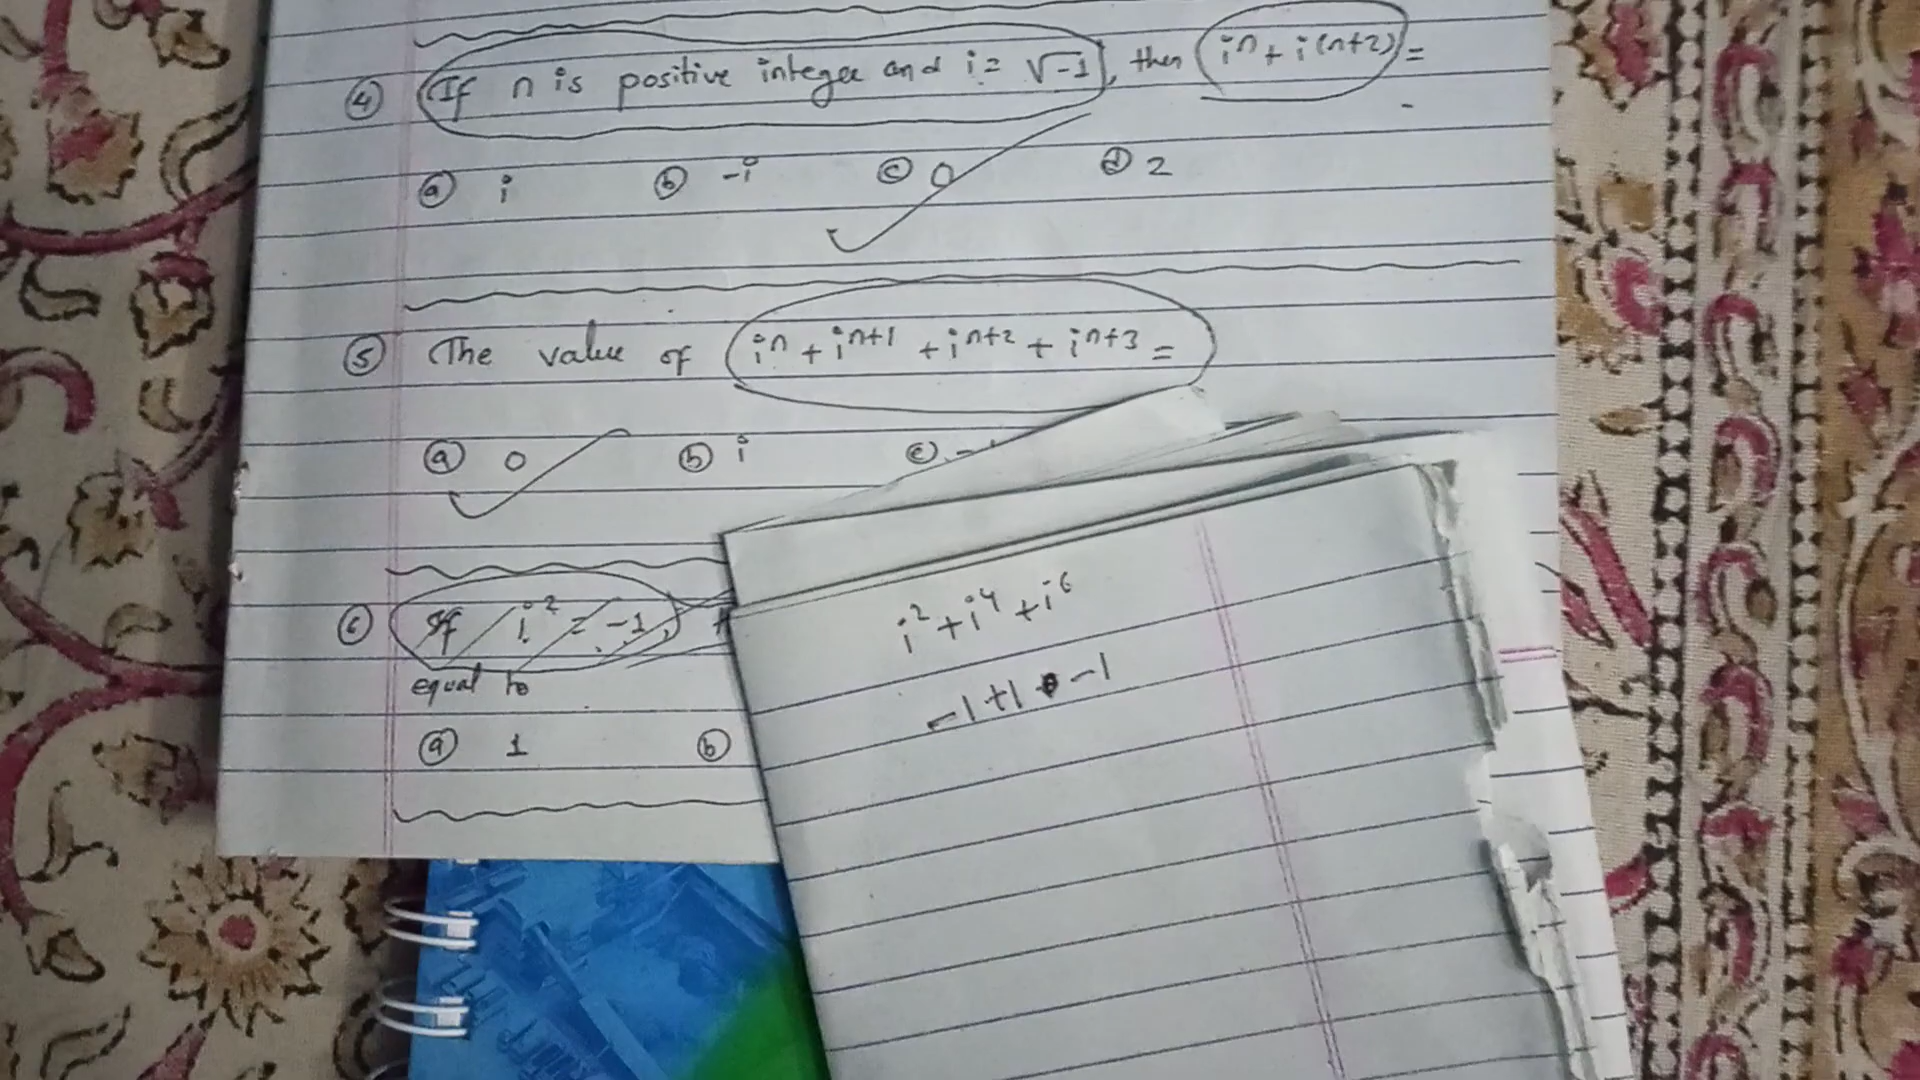 ④ If n is positive integer and i = √-1, then iⁿ + i⁽ⁿ⁺²⁾ =
ⓐ i ⓑ -i ⓒ 0 ⓓ 2
⑤ The value of iⁿ + iⁿ⁺¹ + iⁿ⁺² + iⁿ⁺³ =
ⓐ 0 ⓑ i ⓒ -
⑥ If i² = -1,
equal to
ⓐ 1 ⓑ
i² + i⁴ + i⁶
-1 +1 -1